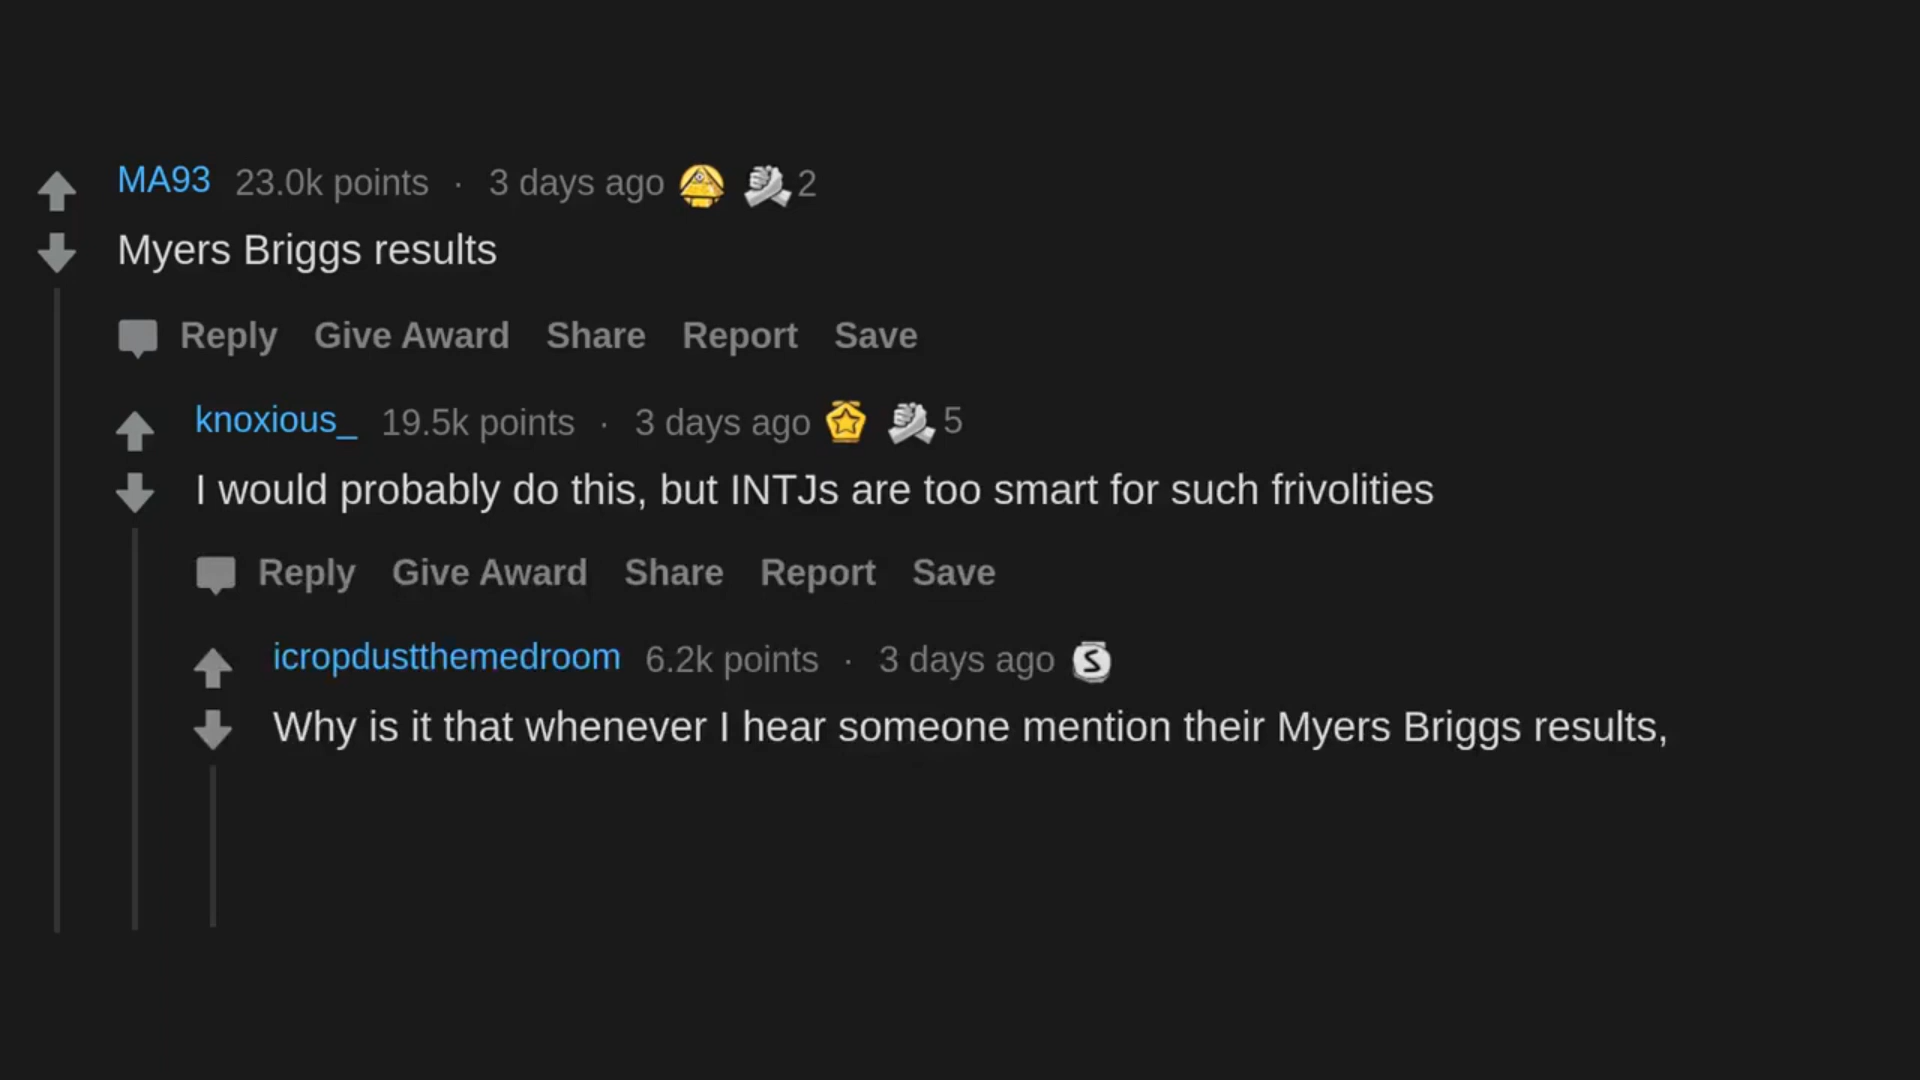 MA93 23.0k points · 3 days ago 2
Myers Briggs results
Reply Give Award Share Report Save
knoxious_ 19.5k points · 3 days ago 5
I would probably do this, but INTJs are too smart for such frivolities
Reply Give Award Share Report Save
icropdustthemedroom 6.2k points · 3 days ago S
Why is it that whenever I hear someone mention their Myers Briggs results,